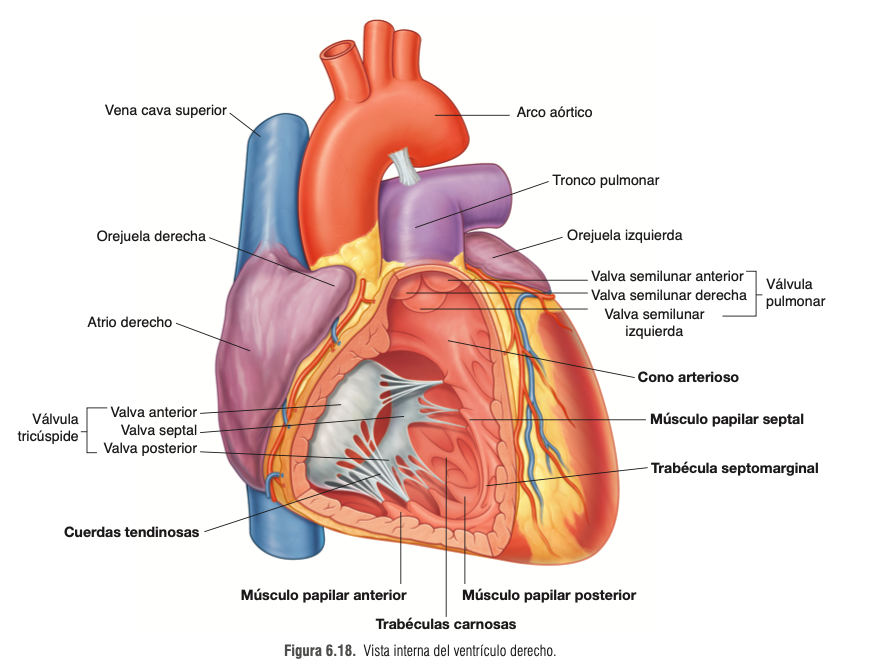 Vena cava superior
Arco aórtico
Tronco pulmonar
Orejuela derecha
Orejuela izquierda
Valva semilunar anterior
Valva semilunar derecha
Valva semilunar
izquierda
Válvula
pulmonar
Atrio derecho
Cono arterioso
Válvula
tricúspide
Valva anterior
Valva septal
Valva posterior
Músculo papilar septal
Trabécula septomarginal
Cuerdas tendinosas
Músculo papilar anterior
Músculo papilar posterior
Trabéculas carnosas
Figura 6.18. Vista interna del ventrículo derecho.